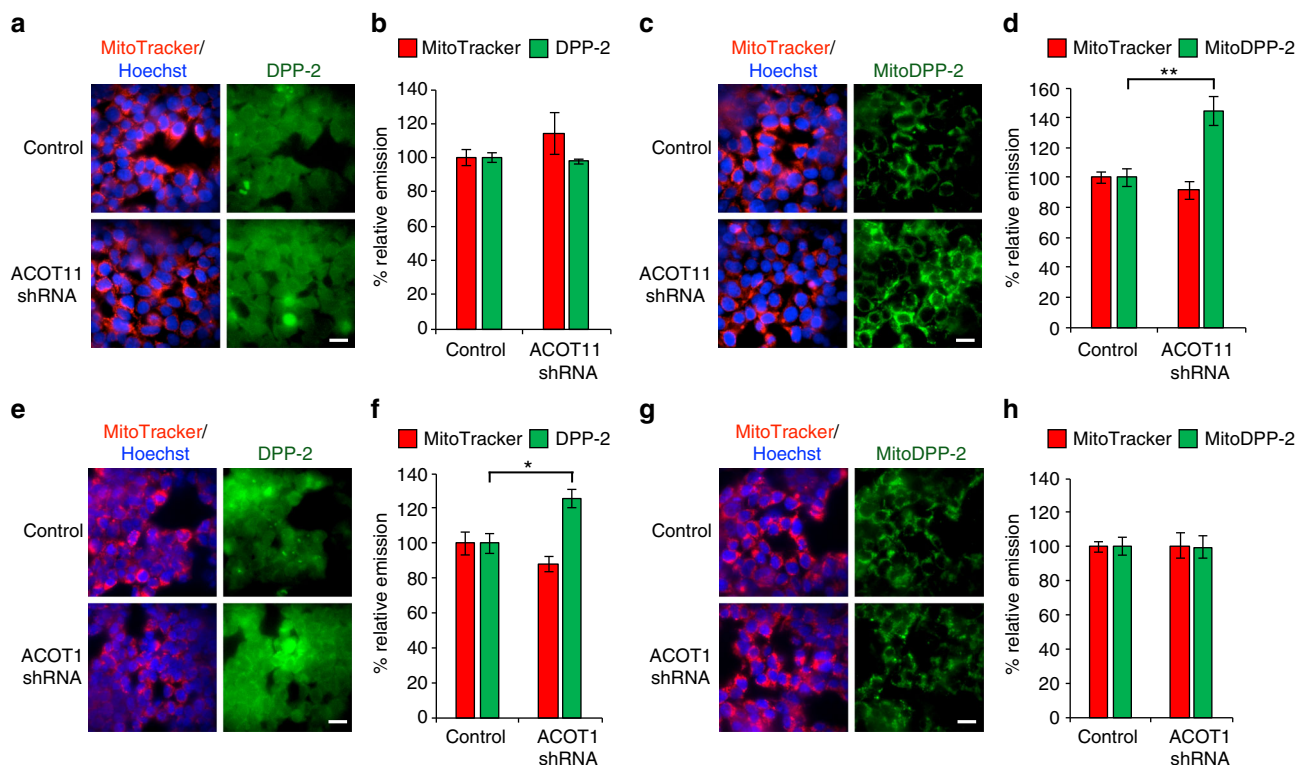 a
MitoTracker/
Hoechst
DPP-2
Control
ACOT11
shRNA
b
MitoTracker DPP-2
% relative emission
140
120
100
80
60
40
20
0
Control
ACOT11
shRNA
c
MitoTracker/
Hoechst
MitoDPP-2
Control
ACOT11
shRNA
d
MitoTracker MitoDPP-2
**
% relative emission
160
140
120
100
80
60
40
20
0
Control
ACOT11
shRNA
e
MitoTracker/
Hoechst
DPP-2
Control
ACOT1
shRNA
f
MitoTracker DPP-2
*
% relative emission
140
120
100
80
60
40
20
0
Control
ACOT1
shRNA
g
MitoTracker/
Hoechst
MitoDPP-2
Control
ACOT1
shRNA
h
MitoTracker MitoDPP-2
% relative emission
140
120
100
80
60
40
20
0
Control
ACOT1
shRNA